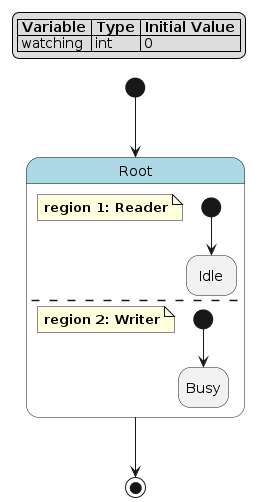 Variable Type Initial Value
watching int 0
Root
region 1: Reader
Idle
region 2: Writer
Busy